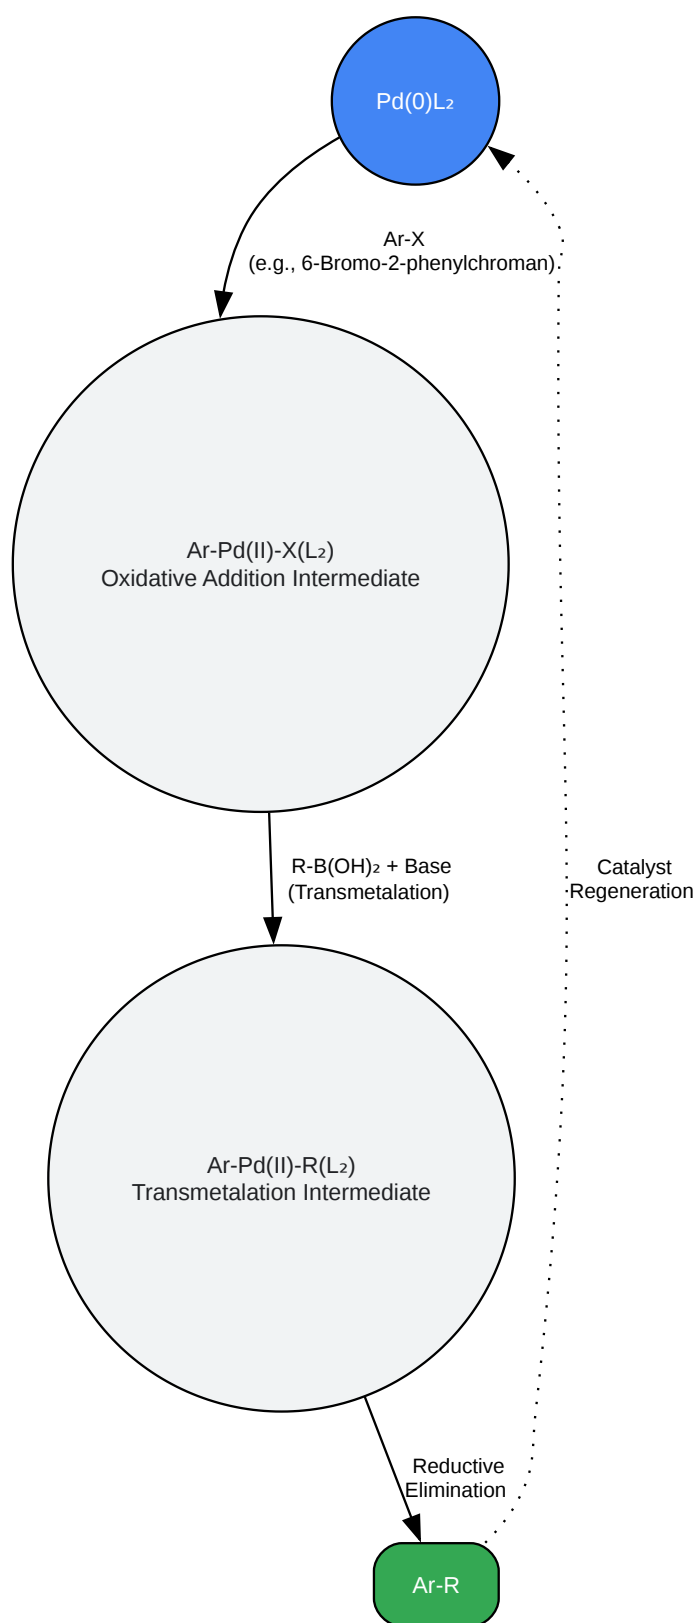 Pd(0)L₂
Ar-X
(e.g., 6-Bromo-2-phenylchroman)
Ar-Pd(II)-X(L₂)
Oxidative Addition Intermediate
R-B(OH)₂ + Base
(Transmetalation)
Catalyst
Regeneration
Ar-Pd(II)-R(L₂)
Transmetalation Intermediate
Reductive
Elimination
Ar-R